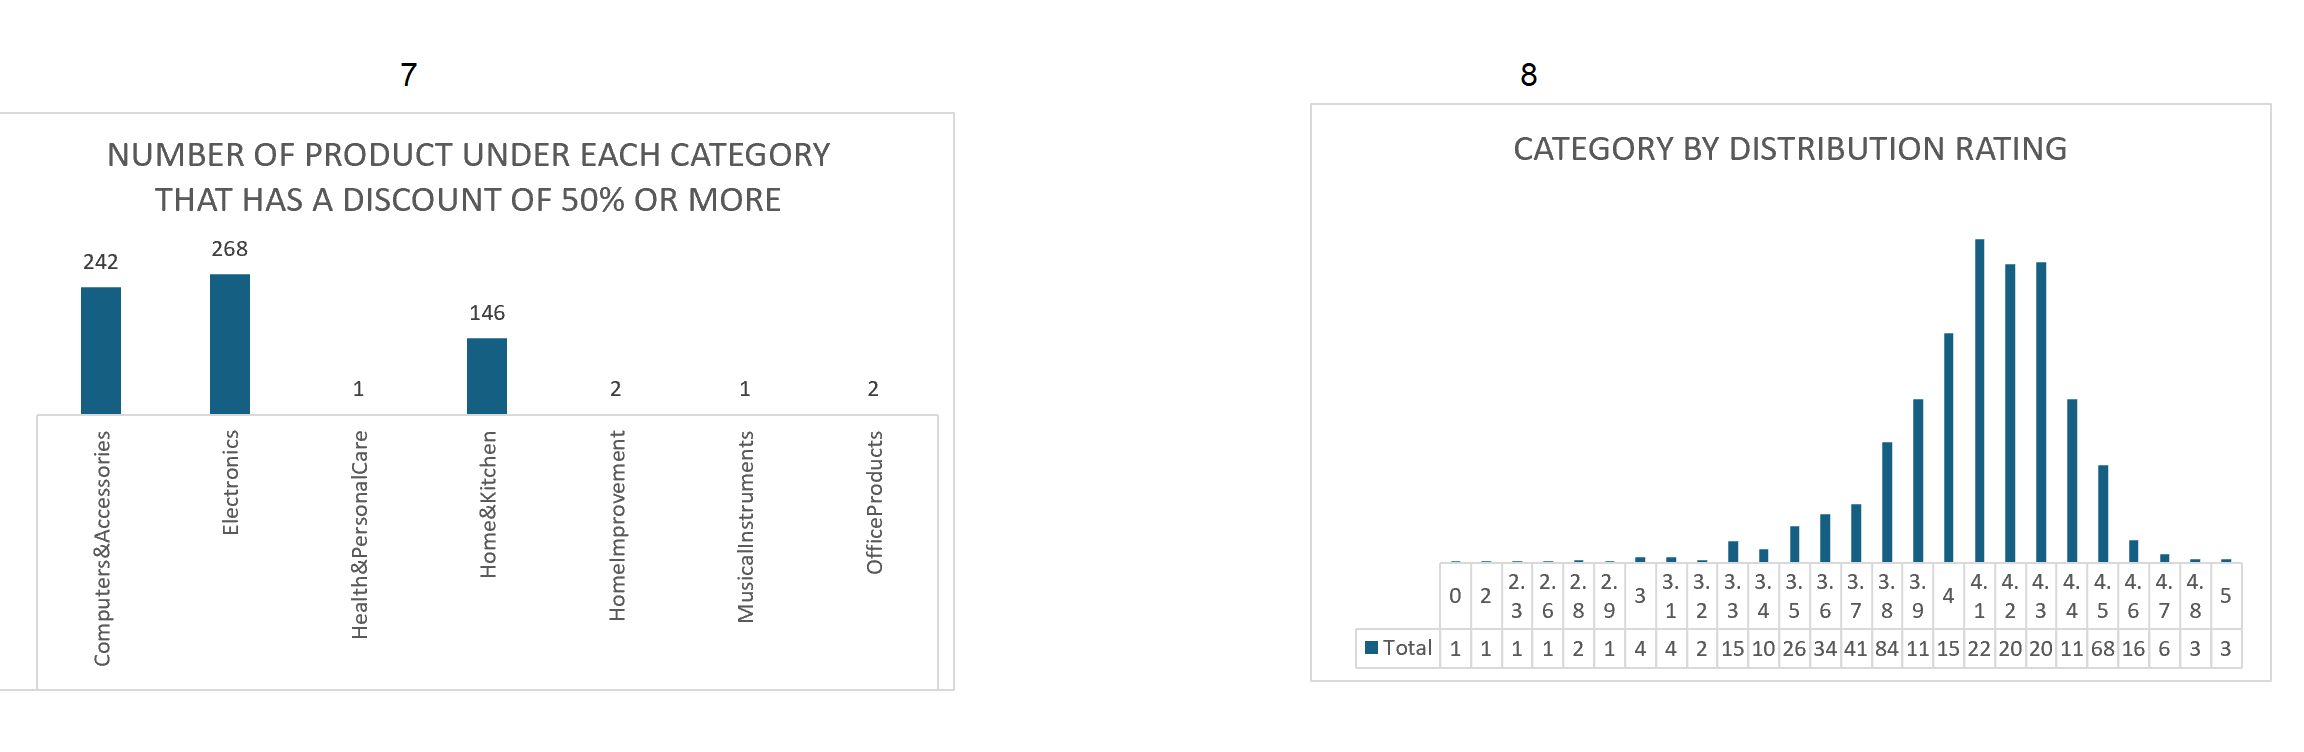 7
NUMBER OF PRODUCT UNDER EACH CATEGORY
THAT HAS A DISCOUNT OF 50% OR MORE
242
268
1
146
2
1
2
Computers&Accessories
Electronics
Health&PersonalCare
Home&Kitchen
HomeImprovement
MusicalInstruments
OfficeProducts
8
CATEGORY BY DISTRIBUTION RATING
0 2 2.3 2.6 2.8 2.9 3 3.1 3.2 3.3 3.4 3.5 3.6 3.7 3.8 3.9 4 4.1 4.2 4.3 4.4 4.5 4.6 4.7 4.8 5
Total 1 1 1 1 2 1 4 4 2 15 10 26 34 41 84 11 15 22 20 20 11 68 16 6 3 3